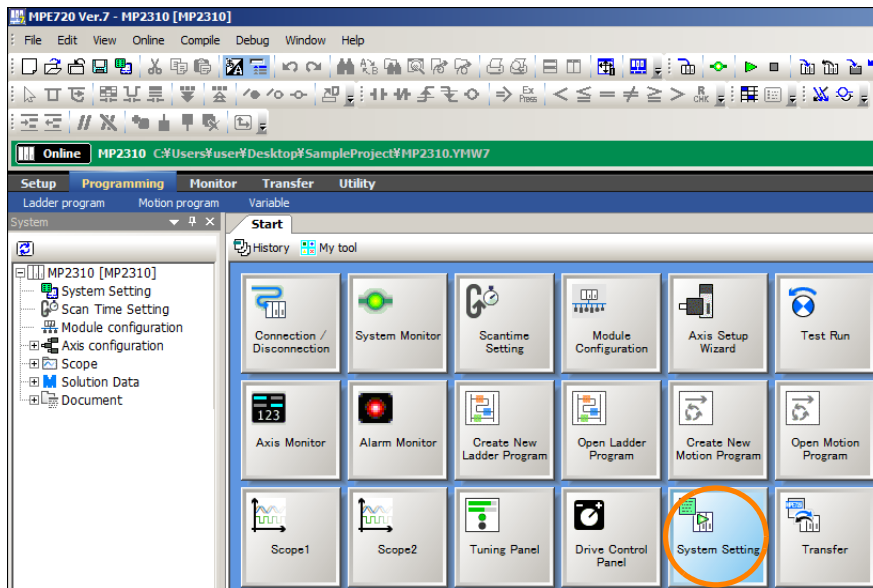 MPE720 Ver.7 - MP2310 [MP2310]
File Edit View Online Compile Debug Window Help
Ex Press R CHK
Online MP2310 C:¥Users¥user¥Desktop¥SampleProject¥MP2310.YMW7
Setup Programming Monitor Transfer Utility
Ladder program Motion program Variable
System
Start
History My tool
MP2310 [MP2310]
System Setting
Scan Time Setting
Module configuration
Axis configuration
Scope
Solution Data
Document
Connection / Disconnection
System Monitor
Scantime Setting
Module Configuration
Axis Setup Wizard
Test Run
123
Axis Monitor
Alarm Monitor
Create New Ladder Program
Open Ladder Program
Create New Motion Program
Open Motion Program
Scope1
Scope2
Tuning Panel
Drive Control Panel
System Setting
Transfer